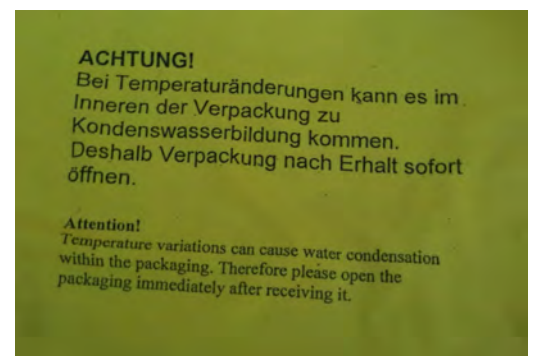 ACHTUNG!
Bei Temperaturänderungen kann es im
Inneren der Verpackung zu
Kondenswasserbildung kommen.
Deshalb Verpackung nach Erhalt sofort
öffnen.
Attention!
Temperature variations can cause water condensation
within the packaging. Therefore please open the
packaging immediately after receiving it.